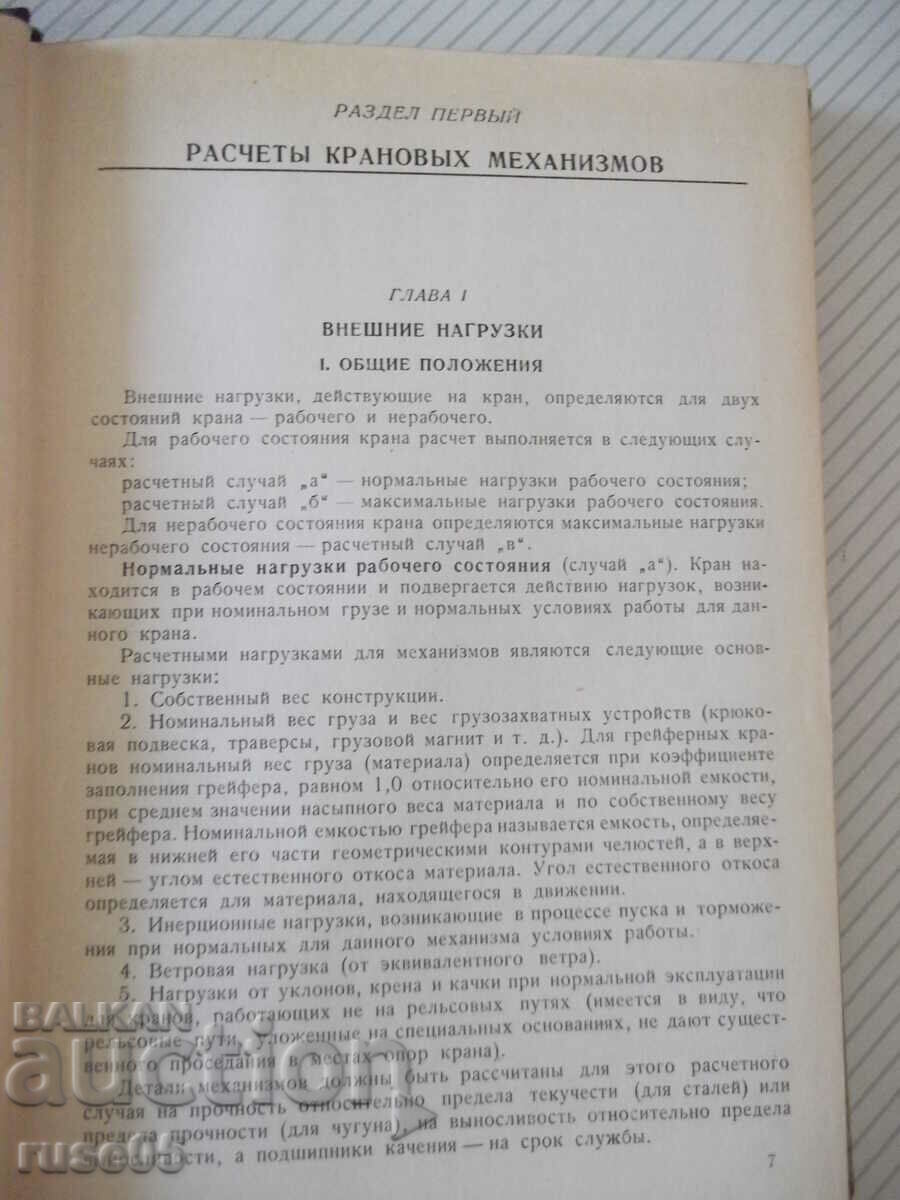 РАЗДЕЛ ПЕРВЫЙ
РАСЧЕТЫ КРАНОВЫХ МЕХАНИЗМОВ
ГЛАВА I
ВНЕШНИЕ НАГРУЗКИ
1. ОБЩИЕ ПОЛОЖЕНИЯ
Внешние нагрузки, действующие на кран, определяются для двух
состояний крана — рабочего и нерабочего.
Для рабочего состояния крана расчет выполняется в следующих слу-
чаях:
расчетный случай „а“ — нормальные нагрузки рабочего состояния;
расчетный случай „б“ — максимальные нагрузки рабочего состояния.
Для нерабочего состояния крана определяются максимальные нагрузки
нерабочего состояния — расчетный случай „в“.
Нормальные нагрузки рабочего состояния (случай „а“). Кран на-
ходится в рабочем состоянии и подвергается действию нагрузок, возни-
кающих при номинальном грузе и нормальных условиях работы для дан-
ного крана.
Расчетными нагрузками для механизмов являются следующие основ-
ные нагрузки:
1. Собственный вес конструкции.
2. Номинальный вес груза и вес грузозахватных устройств (крюко-
вая подвеска, траверсы, грузовой магнит и т. д.). Для грейферных кра-
нов номинальный вес груза (материала) определяется при коэффициенте
заполнения грейфера, равном 1,0 относительно его номинальной емкости,
при среднем значении насыпного веса материала и по собственному весу
грейфера. Номинальной емкостью грейфера называется емкость, определяе-
мая в нижней его части геометрическими контурами челюстей, а в верх-
ней — углом естественного откоса материала. Угол естественного откоса
определяется для материала, находящегося в движении.
3. Инерционные нагрузки, возникающие в процессе пуска и торможе-
ния при нормальных для данного механизма условиях работы.
4. Ветровая нагрузка (от эквивалентного ветра).
5. Нагрузки от уклонов, крена и качки при нормальной эксплуатации
для кранов, работающих не на рельсовых путях (имеется в виду, что
рельсовые пути, уложенные на специальных основаниях, не дают сущест-
венного проседания в местах опор крана).
Детали механизмов должны быть рассчитаны для этого расчетного
случая на прочность относительно предела текучести (для сталей) или
предела прочности (для чугуна), на выносливость относительно предела
выносливости, а подшипники качения — на срок службы.
7
BALKAN
auction
ruse06